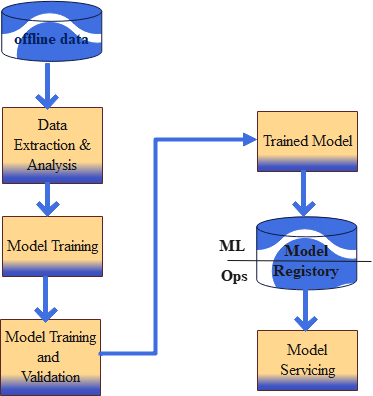 offline data
Data
Extraction &
Analysis
Model Training
Model Training
and
Validation
Trained Model
ML
Ops
Model
Registory
Model
Servicing